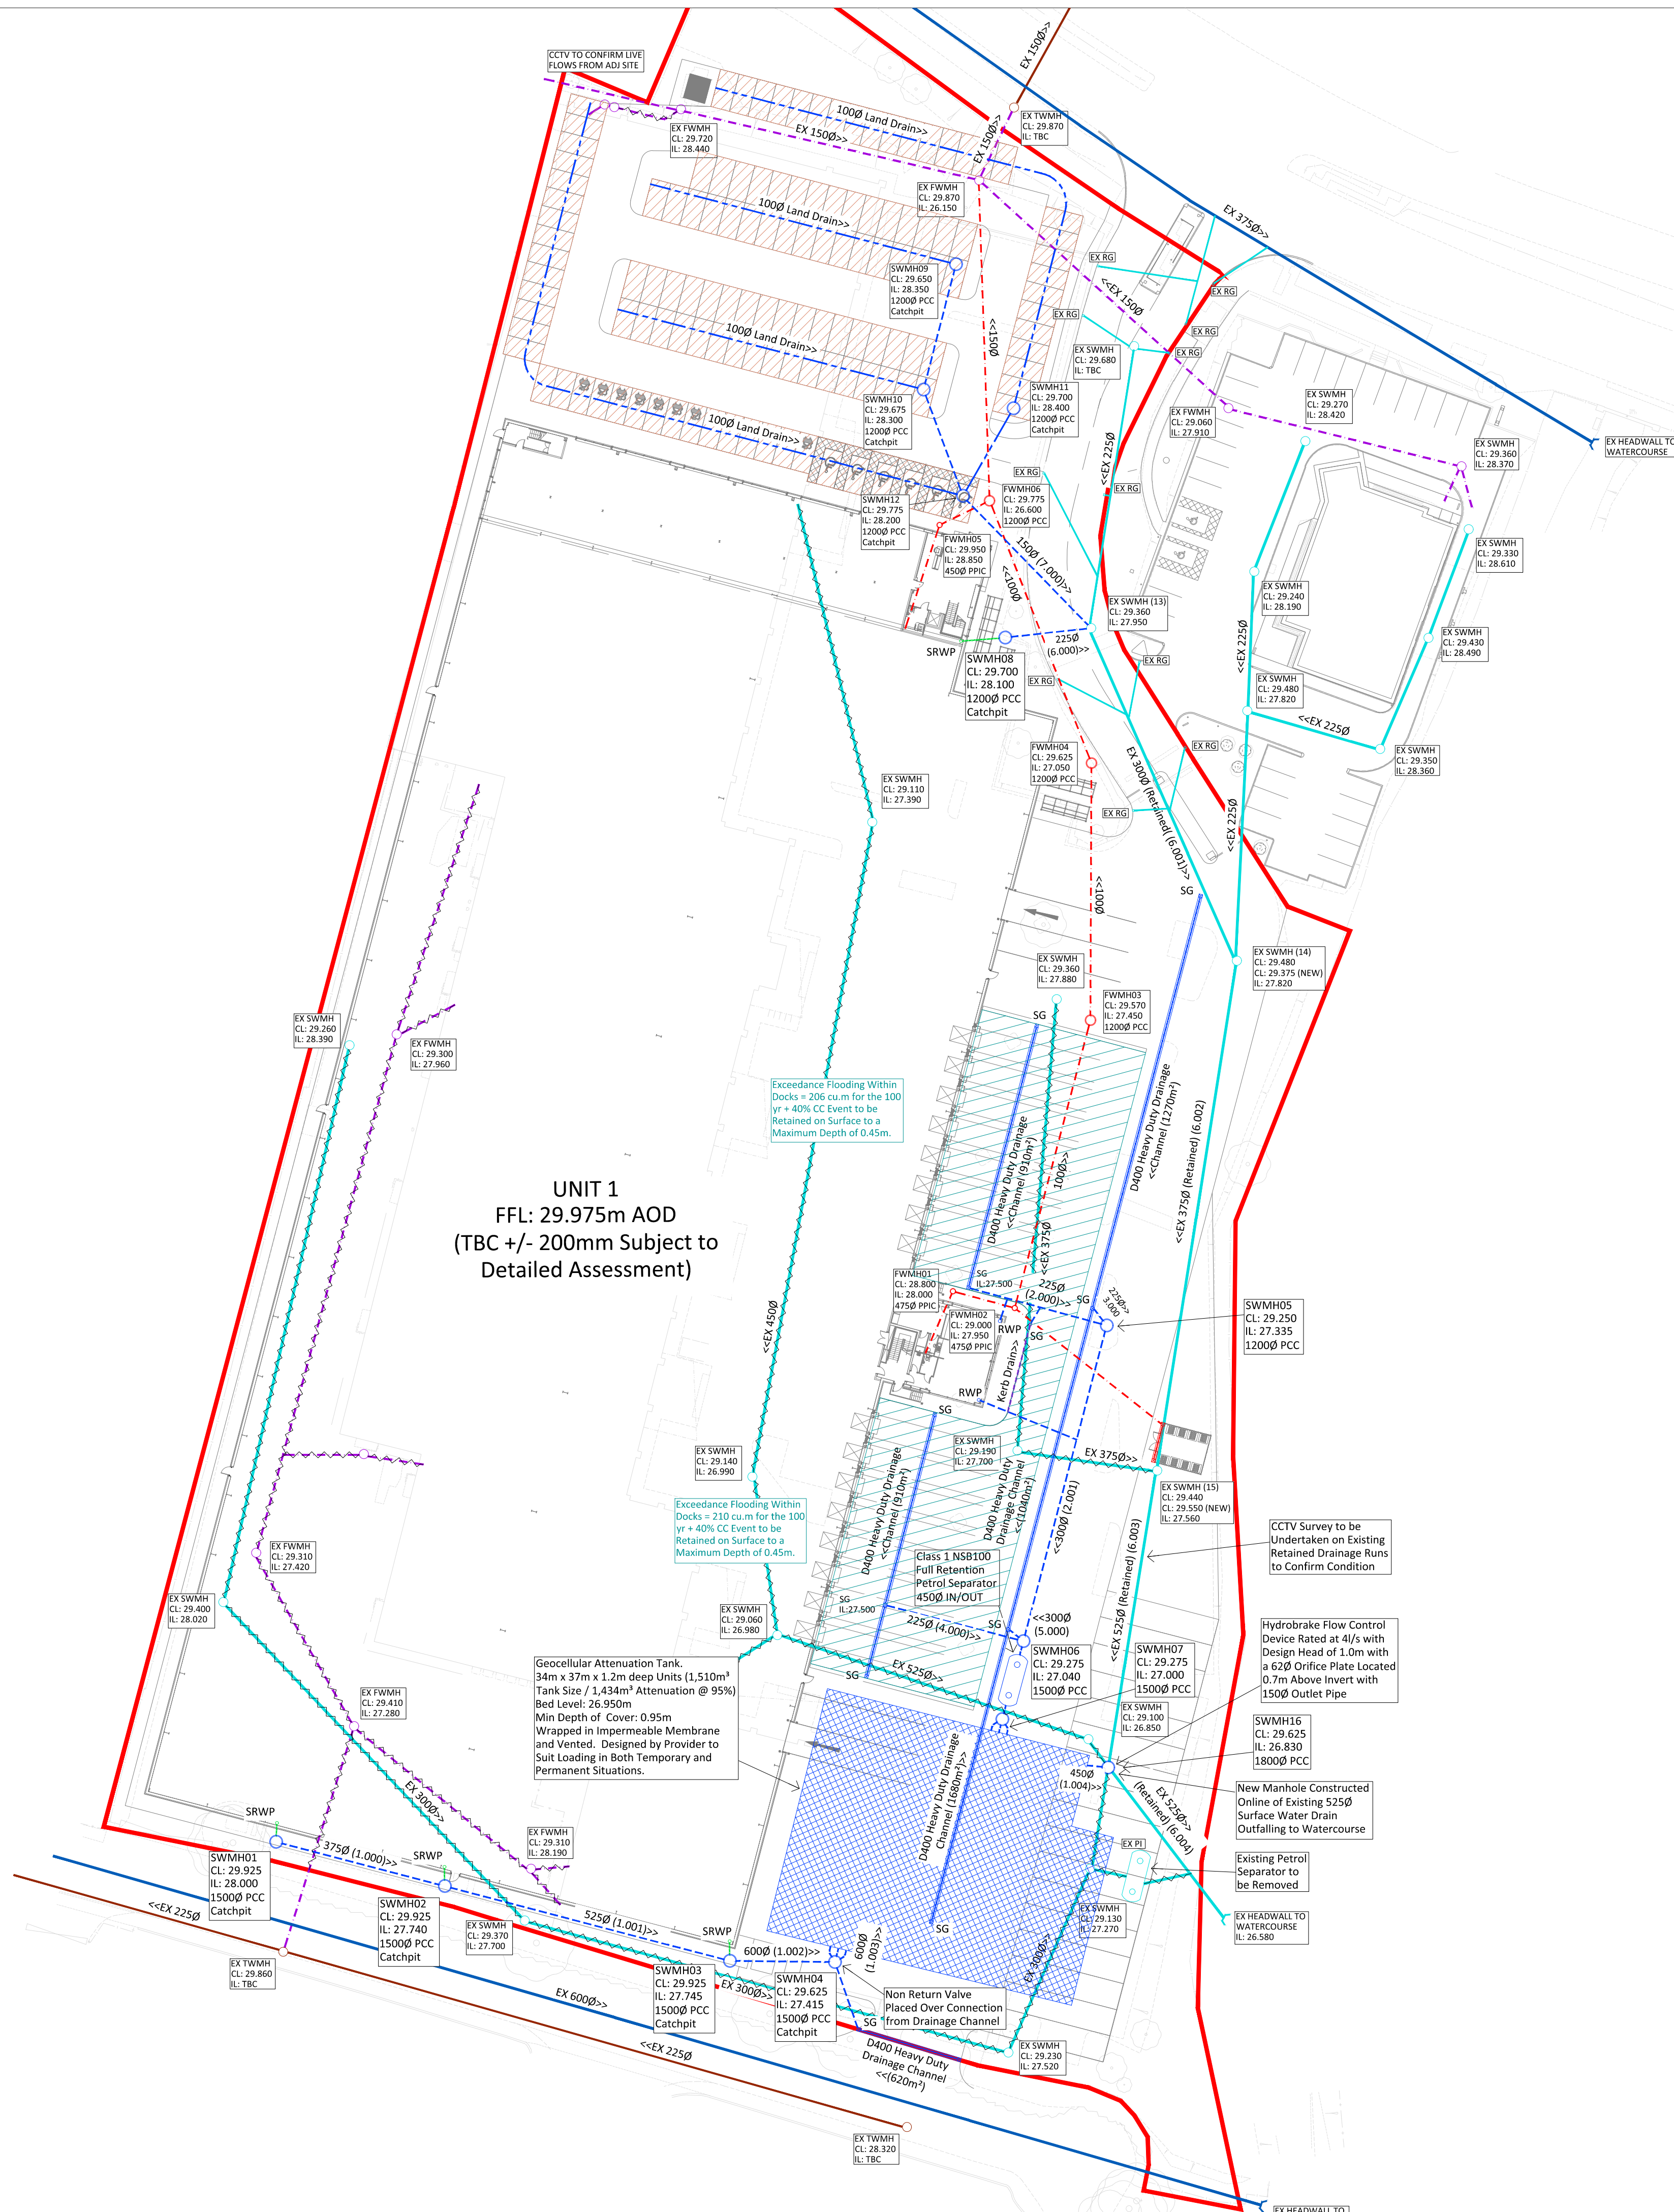 CCTV TO CONFIRM LIVE
FLOWS FROM ADJ SITE
EX 150Ø>>
EX TWMH
CL: 29.870
IL: TBC
100Ø Land Drain>>
EX 150Ø>>
EX 150Ø>>
EX FWMH
CL: 29.720
IL: 28.440
EX FWMH
CL: 29.870
IL: 26.150
100Ø Land Drain>>
EX 375Ø>>
EX RG
EX RG
<<EX 150Ø
SWMH09
CL: 29.650
IL: 28.350
1200Ø PCC
Catchpit
EX RG
EX RG
EX RG
<<150Ø
100Ø Land Drain>>
EX SWMH
CL: 29.680
IL: TBC
SWMH10
CL: 29.675
IL: 28.300
1200Ø PCC
Catchpit
SWMH11
CL: 29.700
IL: 28.400
1200Ø PCC
Catchpit
EX FWMH
CL: 29.060
IL: 27.910
EX SWMH
CL: 29.270
IL: 28.420
EX HEADWALL TO
WATERCOURSE
EX SWMH
CL: 29.360
IL: 28.370
100Ø Land Drain>>
<<EX 225Ø
EX RG
EX RG
SWMH12
CL: 29.775
IL: 28.200
1200Ø PCC
Catchpit
FWMH06
CL: 29.775
IL: 26.600
1200Ø PCC
FWMH05
CL: 29.950
IL: 28.850
450Ø PPIC
150Ø (7.000)>>
<<100Ø
EX SWMH
CL: 29.330
IL: 28.610
EX SWMH
CL: 29.240
IL: 28.190
EX SWMH (13)
CL: 29.360
IL: 27.950
225Ø
(6.000)>>
SRWP
EX SWMH
CL: 29.430
IL: 28.490
<<EX 225Ø
SWMH08
CL: 29.700
IL: 28.100
1200Ø PCC
Catchpit
EX RG
EX RG
EX SWMH
CL: 29.480
IL: 27.820
<<EX 225Ø
EX SWMH
CL: 29.350
IL: 28.360
FWMH04
CL: 29.625
IL: 27.050
1200Ø PCC
EX RG
EX 300Ø (Retained( (6.001)>>
EX RG
<<EX 225Ø
EX SWMH
CL: 29.110
IL: 27.390
SG
<<100Ø
EX SWMH (14)
CL: 29.480
CL: 29.375 (NEW)
IL: 27.820
EX SWMH
CL: 29.360
IL: 27.880
FWMH03
CL: 29.570
IL: 27.450
1200Ø PCC
SG
EX SWMH
CL: 29.260
IL: 28.390
EX FWMH
CL: 29.300
IL: 27.960
Exceedance Flooding Within
Docks = 206 cu.m for the 100
yr + 40% CC Event to be
Retained on Surface to a
Maximum Depth of 0.45m.
D400 Heavy Duty Drainage
<<Channel (910m²)
100Ø>>
<<EX 375Ø
D400 Heavy Duty Drainage
<<Channel (1270m²)
<<EX 375Ø (Retained) (6.002)
UNIT 1
FFL: 29.975m AOD
(TBC +/- 200mm Subject to
Detailed Assessment)
<<EX 450Ø
FWMH01
CL: 28.800
IL: 28.000
475Ø PPIC
SG
IL:27.500
225Ø
(2.000)>>
SG
225Ø>>
3.000
FWMH02
CL: 29.000
IL: 27.950
475Ø PPIC
RWP
SG
SWMH05
CL: 29.250
IL: 27.335
1200Ø PCC
Kerb Drain>>
RWP
SG
EX SWMH
CL: 29.140
IL: 26.990
EX SWMH
CL: 29.190
IL: 27.700
EX 375Ø>>
EX SWMH (15)
CL: 29.440
CL: 29.550 (NEW)
IL: 27.560
D400 Heavy Duty Drainage
<<Channel (910m²)
D400 Heavy Duty
Drainage Channel
<<(1040m²)
<<300Ø (2.001)
<<EX 525Ø (Retained) (6.003)
CCTV Survey to be
Undertaken on Existing
Retained Drainage Runs
to Confirm Condition
Exceedance Flooding Within
Docks = 210 cu.m for the 100
yr + 40% CC Event to be
Retained on Surface to a
Maximum Depth of 0.45m.
Class 1 NSB100
Full Retention
Petrol Separator
450Ø IN/OUT
EX FWMH
CL: 29.310
IL: 27.420
EX SWMH
CL: 29.400
IL: 28.020
EX SWMH
CL: 29.060
IL: 26.980
SG
IL:27.500
225Ø (4.000)>>
SG
<<300Ø
(5.000)
SWMH06
CL: 29.275
IL: 27.040
1500Ø PCC
SWMH07
CL: 29.275
IL: 27.000
1500Ø PCC
Hydrobrake Flow Control
Device Rated at 4l/s with
Design Head of 1.0m with
a 62Ø Orifice Plate Located
0.7m Above Invert with
150Ø Outlet Pipe
Geocellular Attenuation Tank.
34m x 37m x 1.2m deep Units (1,510m³
Tank Size / 1,434m³ Attenuation @ 95%)
Bed Level: 26.950m
Min Depth of  Cover: 0.95m
Wrapped in Impermeable Membrane
and Vented.  Designed by Provider to
Suit Loading in Both Temporary and
Permanent Situations.
SG
EX 525Ø>>
EX FWMH
CL: 29.410
IL: 27.280
EX SWMH
CL: 29.100
IL: 26.850
SWMH16
CL: 29.625
IL: 26.830
1800Ø PCC
EX 300Ø>>
D400 Heavy Duty Drainage
Channel (1680m²)>>
450Ø
(1.004)>>
EX 525Ø>>
(Retained) (6.004)
New Manhole Constructed
Online of Existing 525Ø
Surface Water Drain
Outfalling to Watercourse
SRWP
375Ø (1.000)>>
SRWP
EX FWMH
CL: 29.310
IL: 28.190
EX PI
Existing Petrol
Separator to
be Removed
SWMH01
CL: 29.925
IL: 28.000
1500Ø PCC
Catchpit
SWMH02
CL: 29.925
IL: 27.740
1500Ø PCC
Catchpit
<<EX 225Ø
EX SWMH
CL: 29.370
IL: 27.700
525Ø (1.001)>>
SRWP
600Ø (1.002)>>
600Ø
(1.003)>>
SG
EX SWMH
CL: 29.130
IL: 27.270
EX HEADWALL TO
WATERCOURSE
IL: 26.580
EX TWMH
CL: 29.860
IL: TBC
EX 300Ø>>
SWMH03
CL: 29.925
IL: 27.745
1500Ø PCC
Catchpit
EX 300Ø>>
SWMH04
CL: 29.625
IL: 27.415
1500Ø PCC
Catchpit
Non Return Valve
Placed Over Connection
from Drainage Channel
EX 600Ø>>
SG
<<EX 225Ø
D400 Heavy Duty
Drainage Channel
<<(620m²)
EX SWMH
CL: 29.230
IL: 27.520
EX TWMH
CL: 28.320
IL: TBC
EX HEADWALL TO